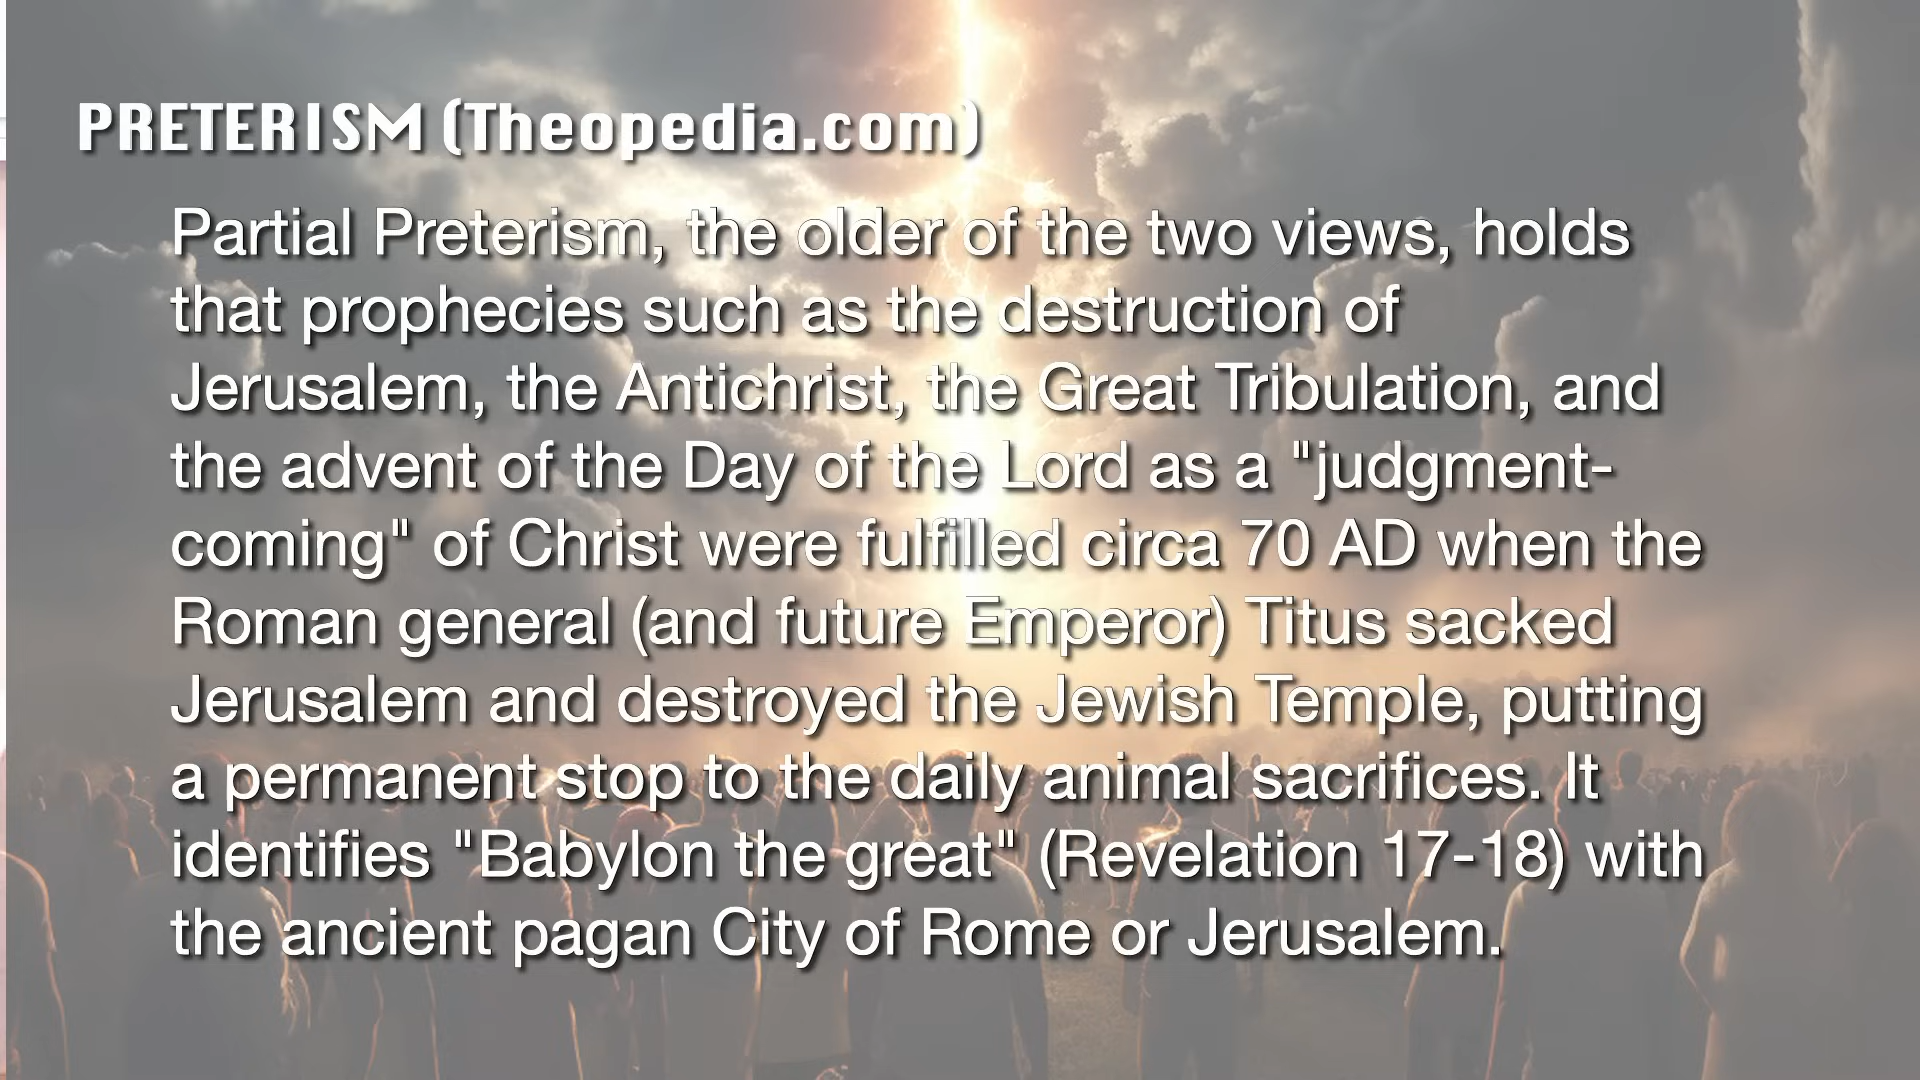 PRETERISM (Theopedia.com)
Partial Preterism, the older of the two views, holds
that prophecies such as the destruction of
Jerusalem, the Antichrist, the Great Tribulation, and
the advent of the Day of the Lord as a "judgment-
coming" of Christ were fulfilled circa 70 AD when the
Roman general (and future Emperor) Titus sacked
Jerusalem and destroyed the Jewish Temple, putting
a permanent stop to the daily animal sacrifices. It
identifies "Babylon the great" (Revelation 17-18) with
the ancient pagan City of Rome or Jerusalem.